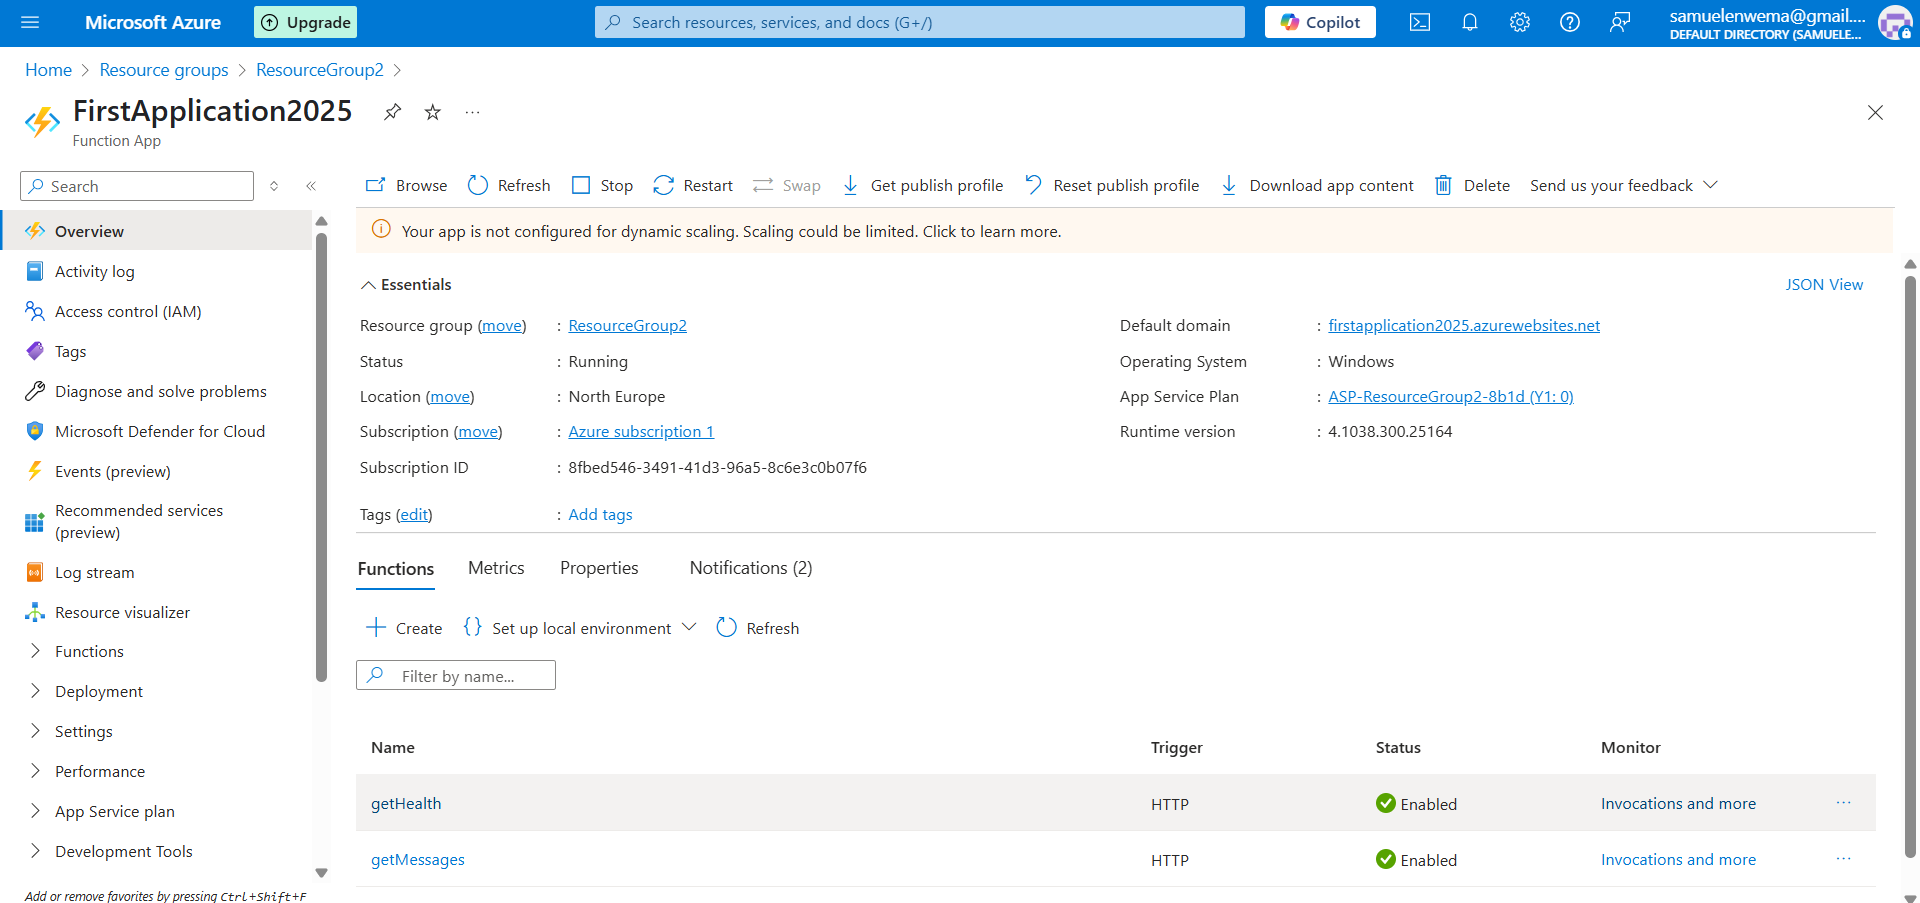 Microsoft Azure
Upgrade
Search resources, services, and docs (G+/)
Copilot
samuelenwema@gmail....
DEFAULT DIRECTORY (SAMUELE...
Home > Resource groups > ResourceGroup2 >
FirstApplication2025
Function App
Search
Browse Refresh Stop Restart Swap Get publish profile Reset publish profile Download app content Delete Send us your feedback
Your app is not configured for dynamic scaling. Scaling could be limited. Click to learn more.
Overview
Activity log
Access control (IAM)
Tags
Diagnose and solve problems
Microsoft Defender for Cloud
Events (preview)
Recommended services
(preview)
Log stream
Resource visualizer
Functions
Deployment
Settings
Performance
App Service plan
Development Tools
Add or remove favorites by pressing Ctrl+Shift+F
Essentials
JSON View
Resource group (move) : ResourceGroup2
Status : Running
Location (move) : North Europe
Subscription (move) : Azure subscription 1
Subscription ID : 8fbed546-3491-41d3-96a5-8c6e3c0b07f6
Default domain : firstapplication2025.azurewebsites.net
Operating System : Windows
App Service Plan : ASP-ResourceGroup2-8b1d (Y1: 0)
Runtime version : 4.1038.300.25164
Tags (edit) : Add tags
Functions Metrics Properties Notifications (2)
Create {} Set up local environment Refresh
Filter by name...
Name Trigger Status Monitor
getHealth HTTP Enabled Invocations and more ...
getMessages HTTP Enabled Invocations and more ...